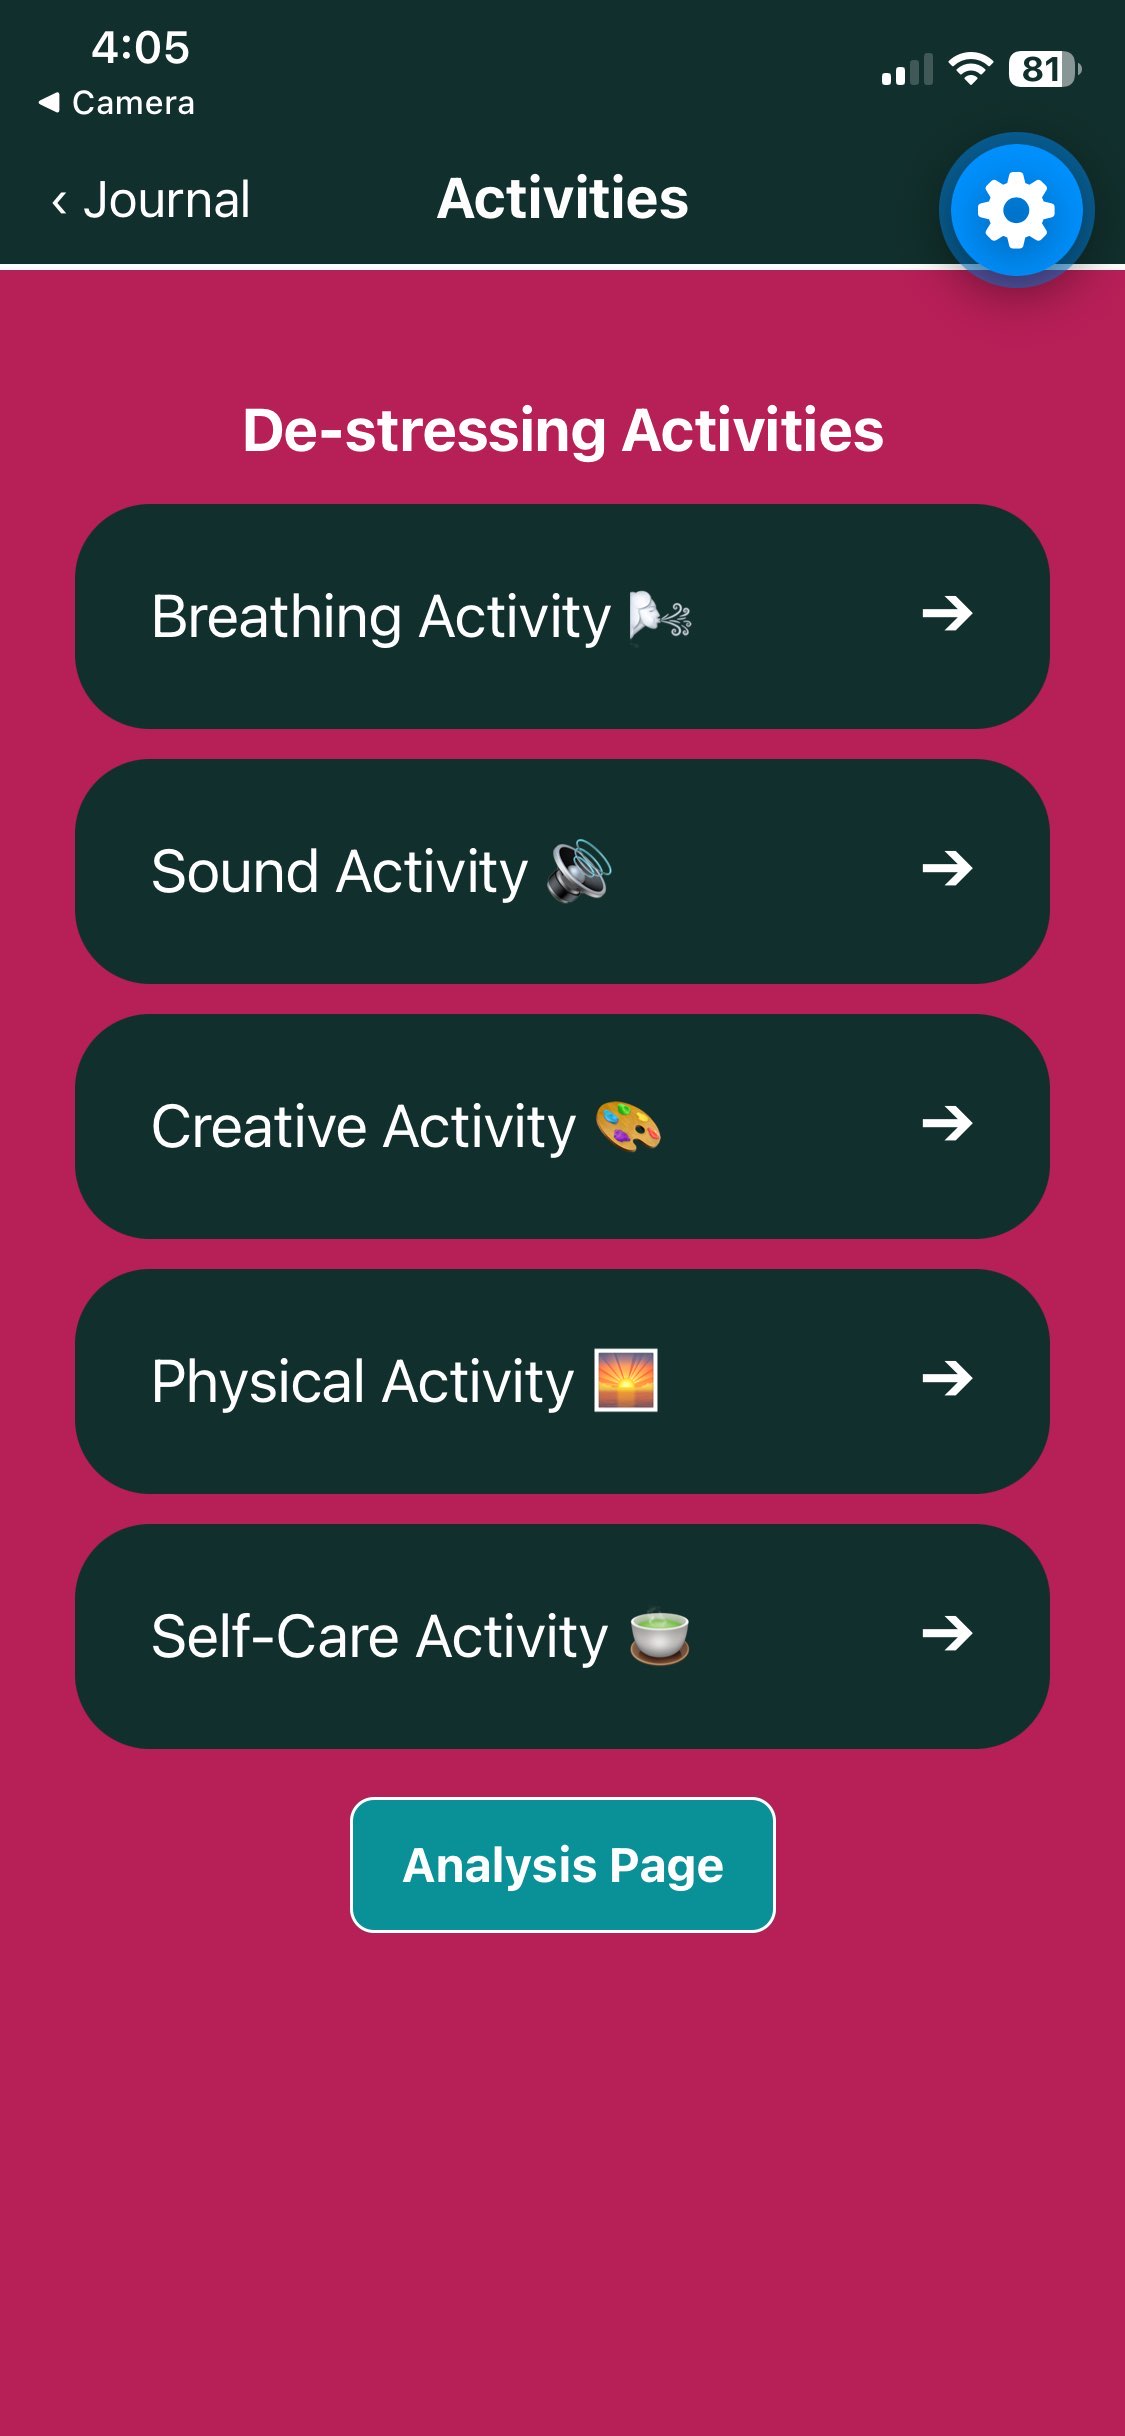 4:05
81
◀ Camera
‹ Journal
Activities
De-stressing Activities
Breathing Activity 🌬️ →
Sound Activity 🔊 →
Creative Activity 🎨 →
Physical Activity 🌅 →
Self-Care Activity 🍵 →
Analysis Page